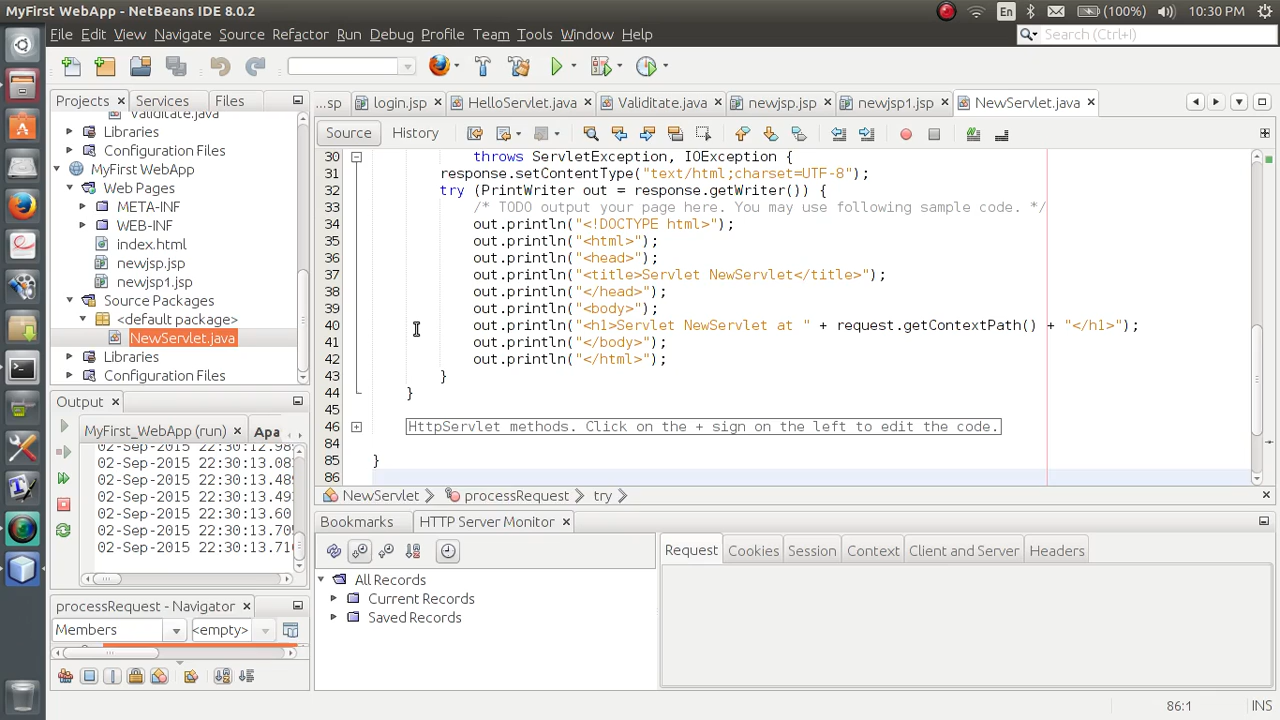 MyFirst WebApp - NetBeans IDE 8.0.2
En
(100%)
10:30 PM
File Edit View Navigate Source Refactor Run Debug Profile Team Tools Window Help
Search (Ctrl+I)
Projects Services Files
...sp login.jsp HelloServlet.java Validitate.java newjsp.jsp newjsp1.jsp NewServlet.java
Source History
Validitate.java
Libraries
Configuration Files
MyFirst WebApp
Web Pages
META-INF
WEB-INF
index.html
newjsp.jsp
newjsp1.jsp
Source Packages
<default package>
NewServlet.java
Libraries
Configuration Files
30 throws ServletException, IOException {
31 response.setContentType("text/html;charset=UTF-8");
32 try (PrintWriter out = response.getWriter()) {
33 /* TODO output your page here. You may use following sample code. */
34 out.println("<!DOCTYPE html>");
35 out.println("<html>");
36 out.println("<head>");
37 out.println("<title>Servlet NewServlet</title>");
38 out.println("</head>");
39 out.println("<body>");
40 out.println("<h1>Servlet NewServlet at " + request.getContextPath() + "</h1>");
41 out.println("</body>");
42 out.println("</html>");
43 }
44 }
45
46 HttpServlet methods. Click on the + sign on the left to edit the code.
84
85 }
86
NewServlet processRequest try
Output
MyFirst_WebApp (run) Apa
02-Sep-2015 22:30:12.98
02-Sep-2015 22:30:13.08
02-Sep-2015 22:30:13.48
02-Sep-2015 22:30:13.49
02-Sep-2015 22:30:13.60
02-Sep-2015 22:30:13.70
02-Sep-2015 22:30:13.71
processRequest - Navigator
Members <empty>
Bookmarks HTTP Server Monitor
All Records
Current Records
Saved Records
Request Cookies Session Context Client and Server Headers
86:1 INS